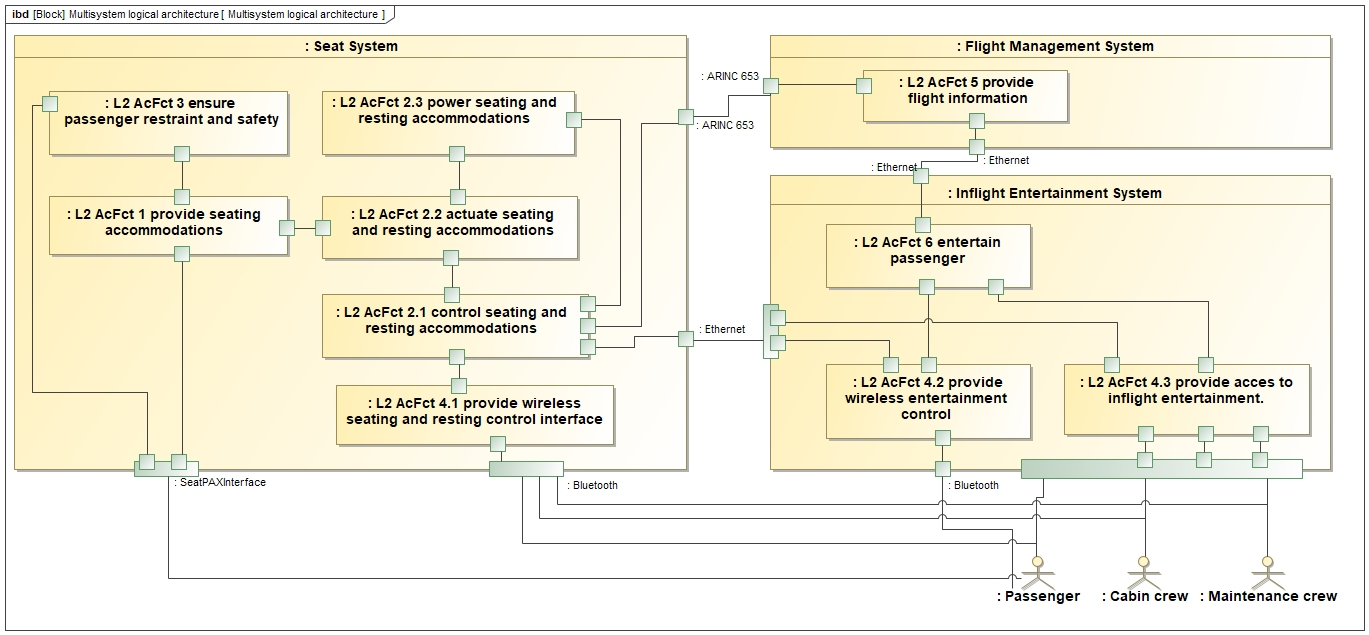 ibd [Block] Multisystem logical architecture [ Multisystem logical architecture ]
: Seat System
: L2 AcFct 3 ensure
passenger restraint and safety
: L2 AcFct 2.3 power seating and
resting accommodations
: L2 AcFct 1 provide seating
accommodations
: L2 AcFct 2.2 actuate seating
and resting accommodations
: L2 AcFct 2.1 control seating and
resting accommodations
: L2 AcFct 4.1 provide wireless
seating and resting control interface
: SeatPAXInterface
: Bluetooth
: ARINC 653
: ARINC 653
: Ethernet
: Flight Management System
: L2 AcFct 5 provide
flight information
: Ethernet
: Ethernet
: Inflight Entertainment System
: L2 AcFct 6 entertain
passenger
: L2 AcFct 4.2 provide
wireless entertainment
control
: L2 AcFct 4.3 provide acces to
inflight entertainment.
: Bluetooth
: Passenger
: Cabin crew
: Maintenance crew